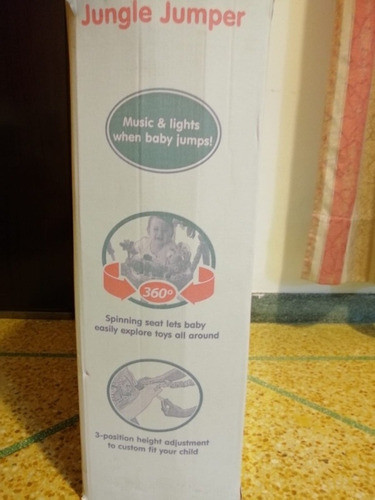 Jungle Jumper
Music & lights
when baby jumps!
360°
Spinning seat lets baby
easily explore toys all around
3-position height adjustment
to custom fit your child